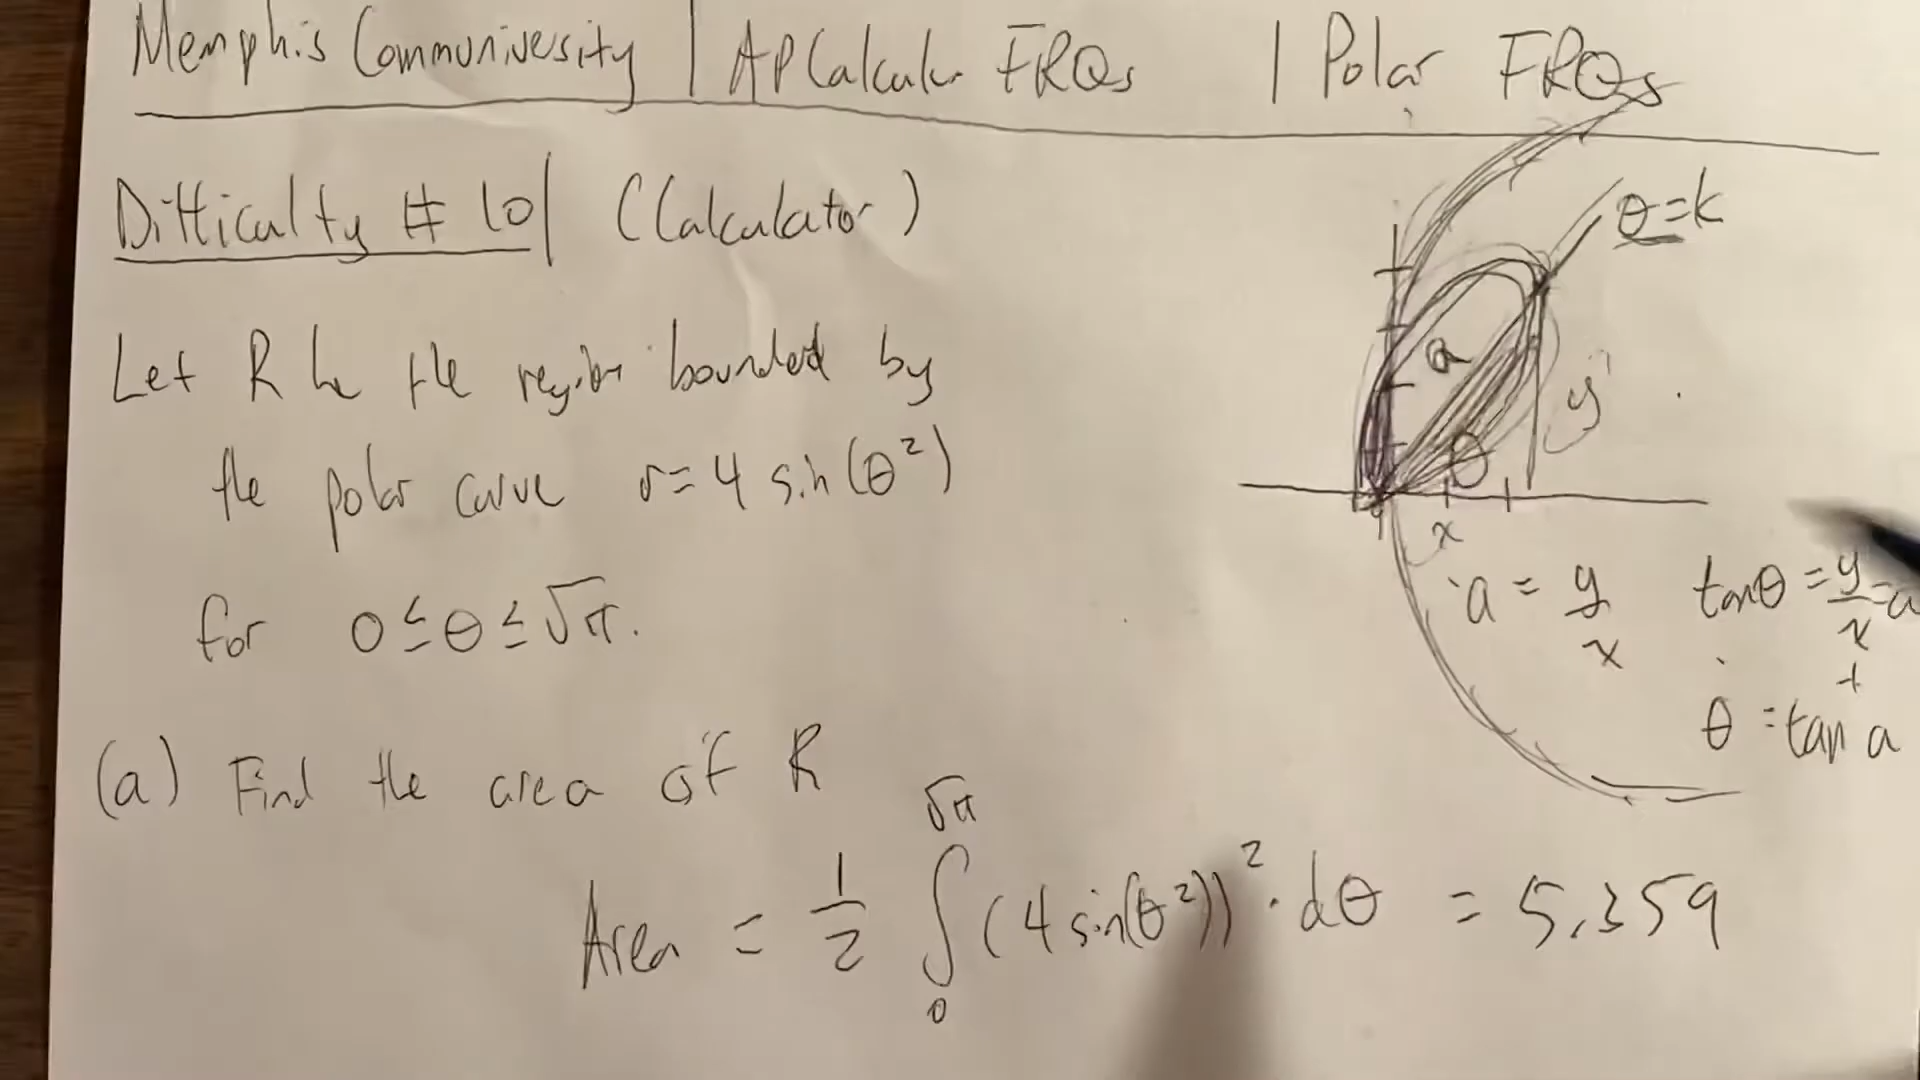 Memphis Communiversity | AP Calculus FRQs | Polar FRQs
Difficulty #10 | (Calculator)
Let R be the region bounded by
the polar curve r=4 sin(θ²)
for 0≤θ≤√π.
(a) Find the area of R
Area = 1/2 ∫₀^√π (4 sin(θ²))² · dθ = 5.359
θ=k
a
y
θ
x
a = y/x
tanθ = y/x = a
θ = tan⁻¹ a